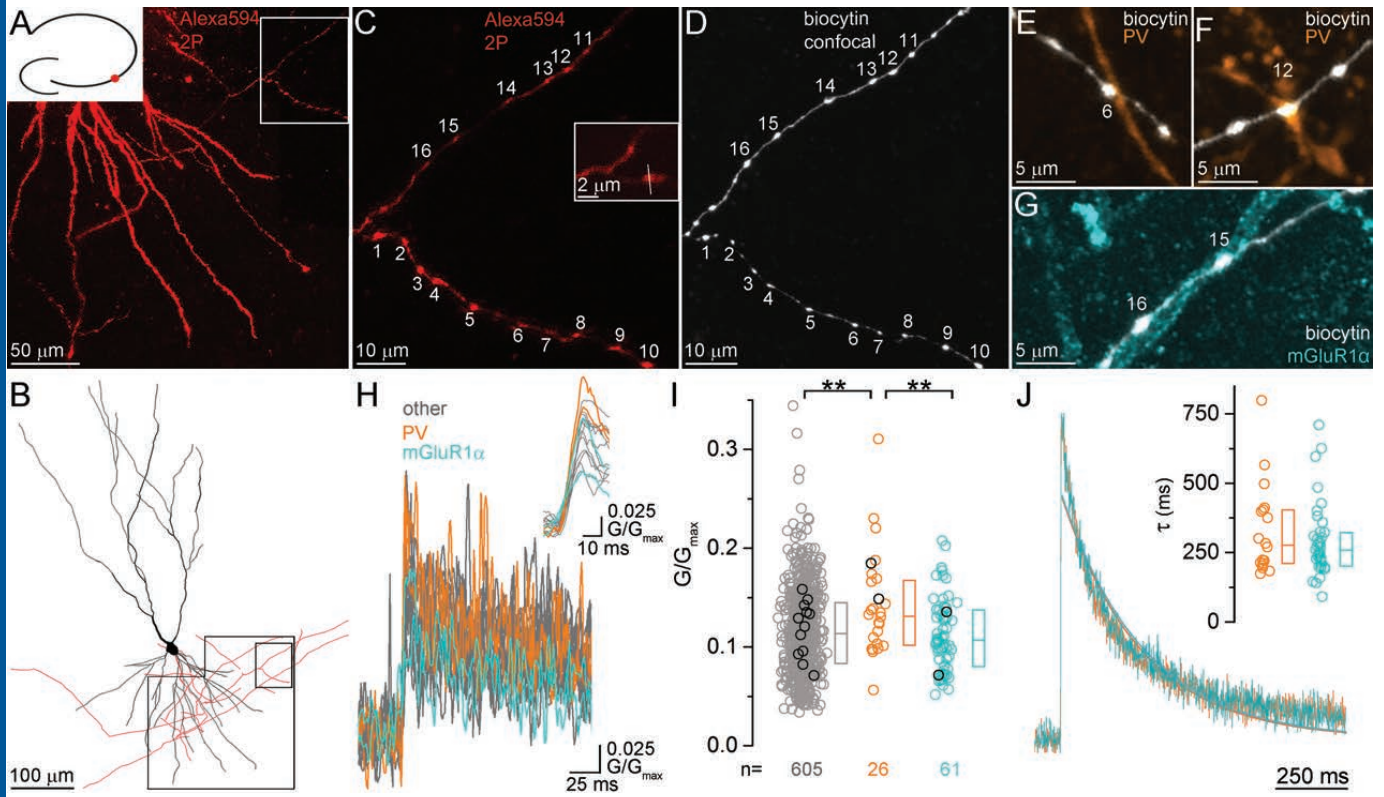 A
Alexa594
2P
50 μm
C
Alexa594
2P
11
12
13
14
15
16
2 μm
1
2
3
4
5
6
7
8
9
10
10 μm
D
biocytin
confocal
11
12
13
14
15
16
1
2
3
4
5
6
7
8
9
10
10 μm
E
biocytin
PV
6
5 μm
F
biocytin
PV
12
5 μm
G
15
16
5 μm
biocytin
mGluR1α
B
100 μm
H
other
PV
mGluR1α
0.025
G/Gmax
10 ms
0.025
G/Gmax
25 ms
I
**
**
G/Gmax
0.3
0.2
0.1
0.0
n=
605
26
61
J
τ (ms)
750
500
250
0
250 ms